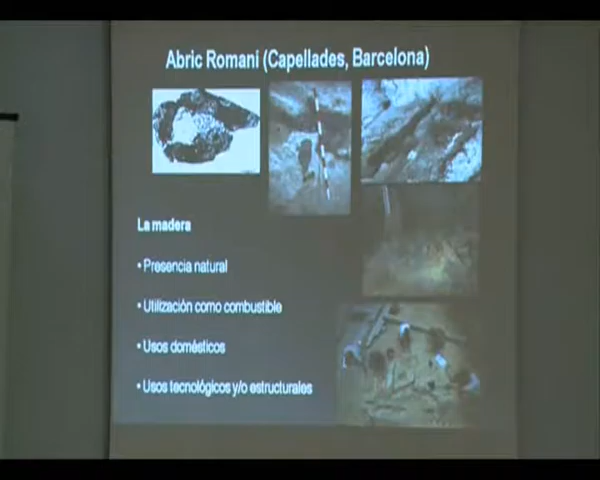 Abric Romani (Capellades, Barcelona)
La madera
• Presencia natural
• Utilización como combustible
• Usos domésticos
• Usos tecnológicos y/o estructurales